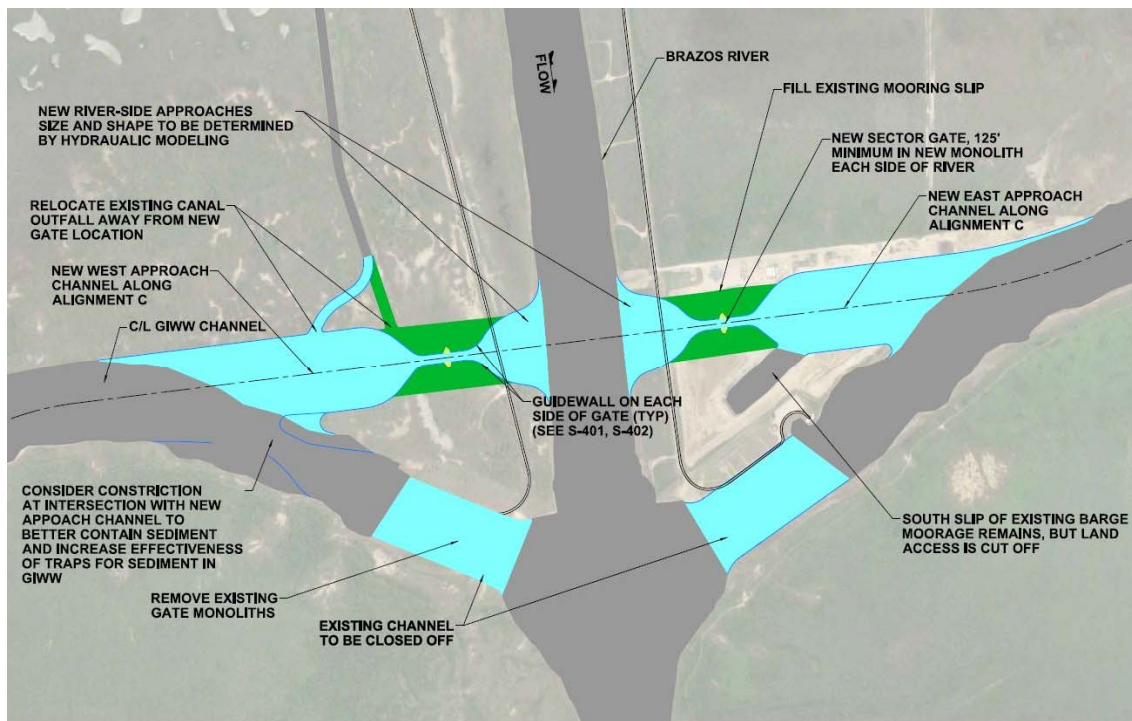 FLOW
BRAZOS RIVER
NEW RIVER-SIDE APPROACHES
SIZE AND SHAPE TO BE DETERMINED
BY HYDRAUALIC MODELING
FILL EXISTING MOORING SLIP
NEW SECTOR GATE, 125'
MINIMUM IN NEW MONOLITH
EACH SIDE OF RIVER
RELOCATE EXISTING CANAL
OUTFALL AWAY FROM NEW
GATE LOCATION
NEW EAST APPROACH
CHANNEL ALONG
ALIGNMENT C
NEW WEST APPROACH
CHANNEL ALONG
ALIGNMENT C
C/L GIWW CHANNEL
GUIDEWALL ON EACH
SIDE OF GATE (TYP)
(SEE S-401, S-402)
CONSIDER CONSTRICTION
AT INTERSECTION WITH NEW
APPOACH CHANNEL TO
BETTER CONTAIN SEDIMENT
AND INCREASE EFFECTIVENESS
OF TRAPS FOR SEDIMENT IN
GIWW
SOUTH SLIP OF EXISTING BARGE
MOORAGE REMAINS, BUT LAND
ACCESS IS CUT OFF
REMOVE EXISTING
GATE MONOLITHS
EXISTING CHANNEL
TO BE CLOSED OFF